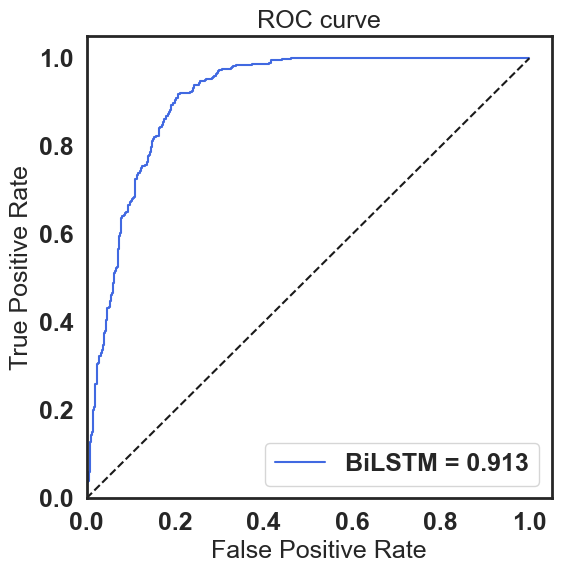 ROC curve
True Positive Rate
1.0
0.8
0.6
0.4
0.2
0.0
BiLSTM = 0.913
0.0 0.2 0.4 0.6 0.8 1.0
False Positive Rate